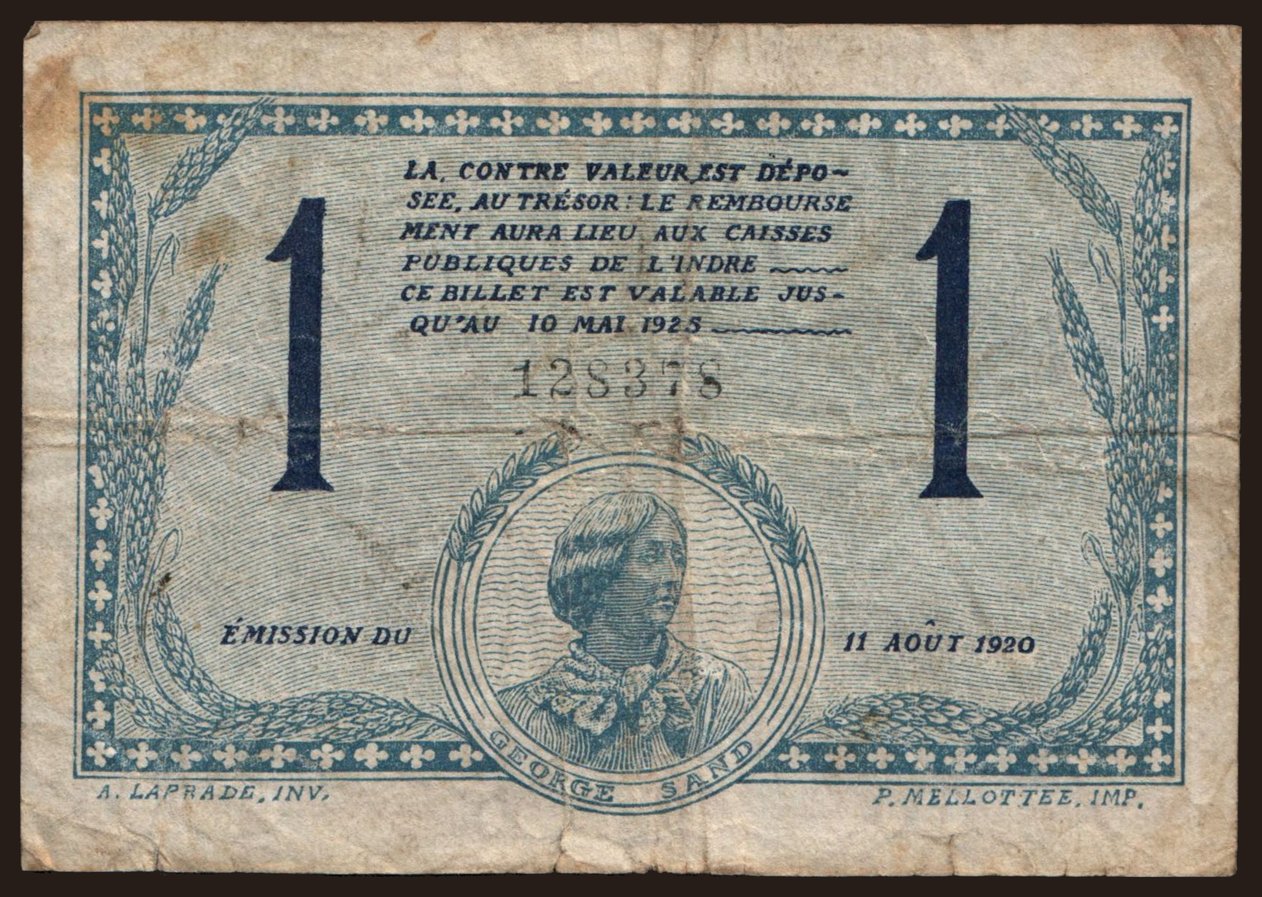 LA, CONTRE VALEUR, EST DÉPO~
SEE, AU TRÉSOR: LE REMBOURSE
MENT AURA LIEU AUX CAISSES
PUBLIQUES DE L'INDRE
CE BILLET EST VALABLE JUS-
QU'AU 10 MAI 1925
1
1
128378
ÉMISSION DU
11 AOÛT 1920
GEORGE SAND
A. LAPRADE, INV,
P. MELLOTTEE, IMP.